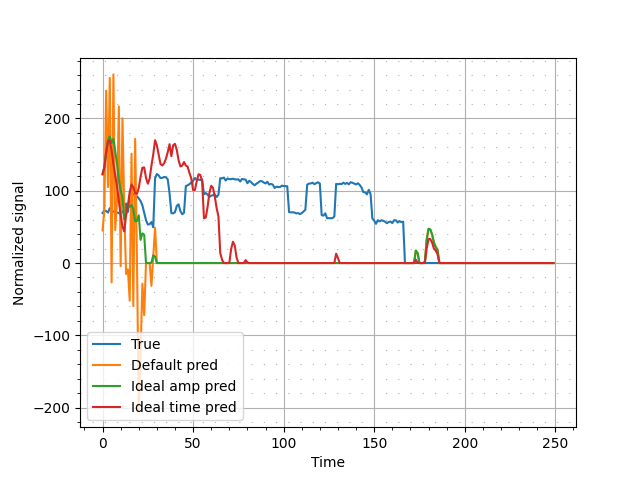 200
100
0
−100
−200
Normalized signal
True
Default pred
Ideal amp pred
Ideal time pred
0 50 100 150 200 250
Time